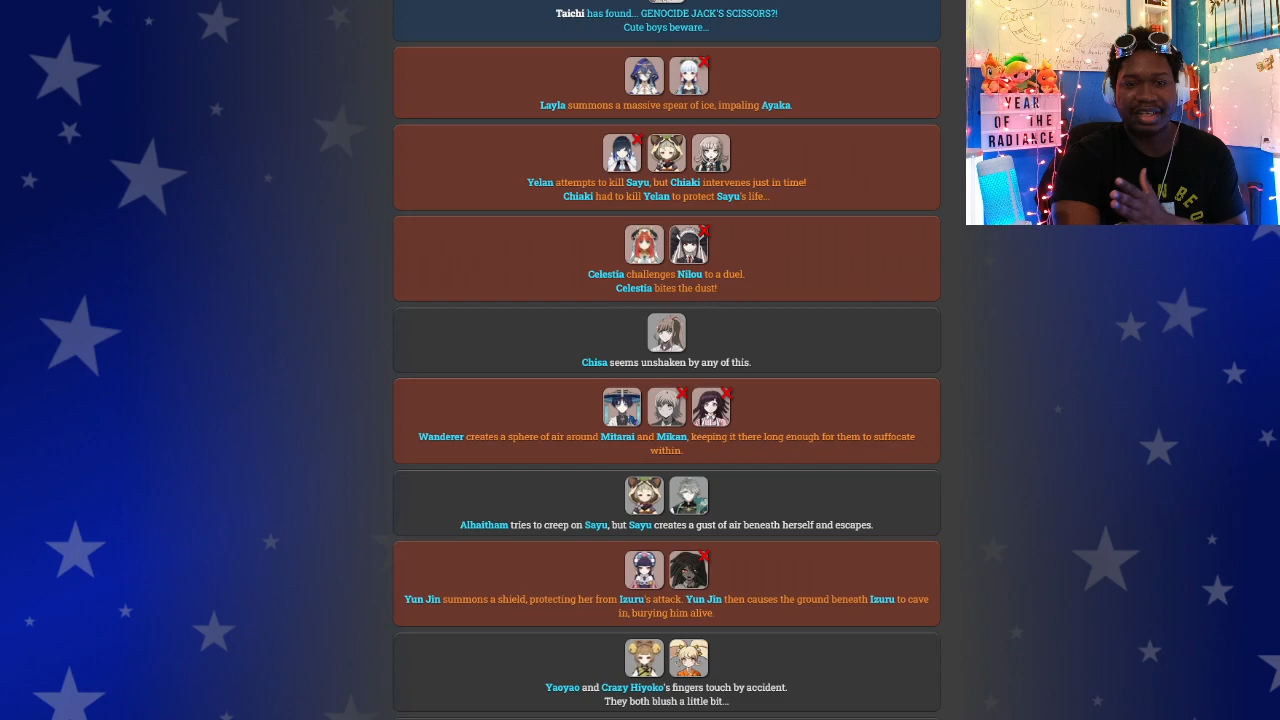 Taichi has found... GENOCIDE JACK'S SCISSORS?!
Cute boys beware...
Layla summons a massive spear of ice, impaling Ayaka.
Yelan attempts to kill Sayu, but Chiaki intervenes just in time!
Chiaki had to kill Yelan to protect Sayu's life...
Celestia challenges Nilou to a duel.
Celestia bites the dust!
Chisa seems unshaken by any of this.
Wanderer creates a sphere of air around Mitarai and Mikan, keeping it there long enough for them to suffocate
within.
Alhaitham tries to creep on Sayu, but Sayu creates a gust of air beneath herself and escapes.
Yun Jin summons a shield, protecting her from Izuru's attack. Yun Jin then causes the ground beneath Izuru to cave
in, burying him alive.
Yaoyao and Crazy Hiyoko's fingers touch by accident.
They both blush a little bit...
YEAR
OF THE
RADIANCE